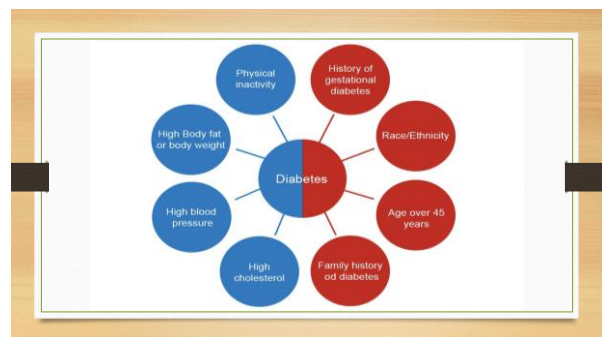 Physical
inactivity
History of
gestational
diabetes
High Body fat
or body weight
Race/Ethnicity
Diabetes
High blood
pressure
Age over 45
years
High
cholesterol
Family history
od diabetes